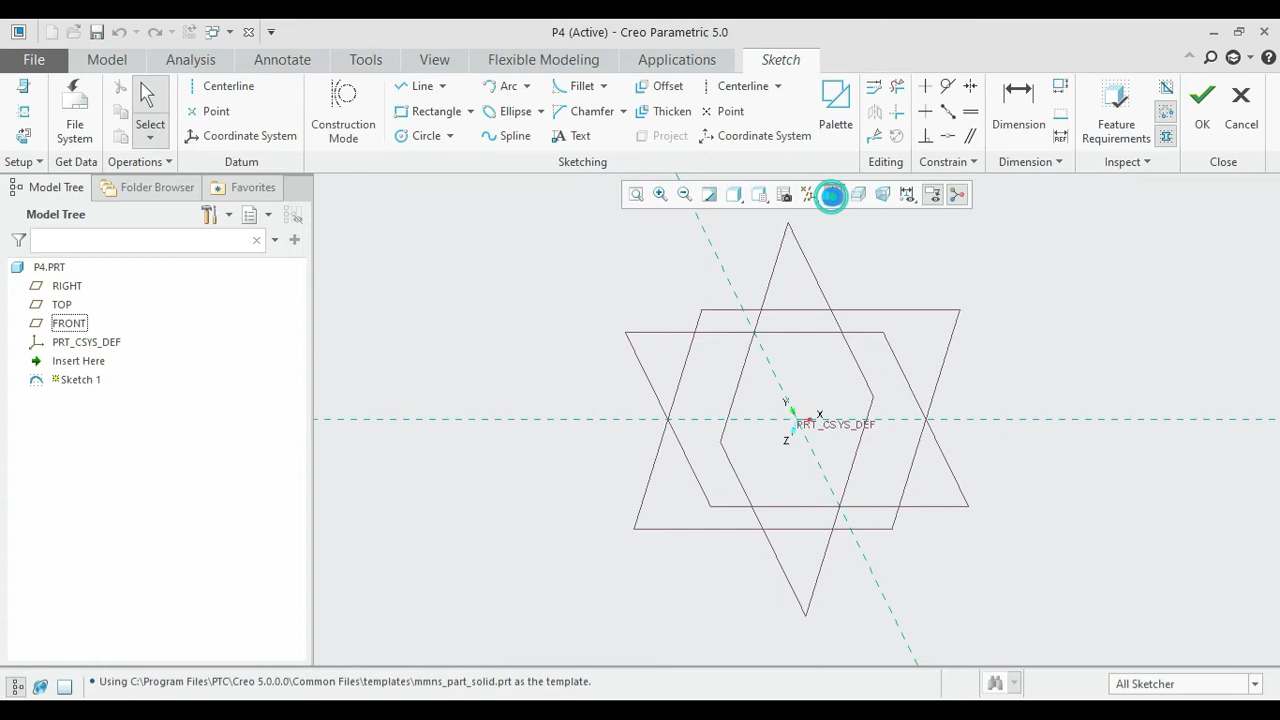 P4 (Active) - Creo Parametric 5.0
File Model Analysis Annotate Tools View Flexible Modeling Applications Sketch
Centerline Line Arc Fillet Offset Centerline
Point Rectangle Ellipse Chamfer Thicken Point
File System Select Coordinate System Construction Mode Circle Spline Text Project Coordinate System Palette Dimension Feature Requirements OK Cancel
Setup Get Data Operations Datum Sketching Editing Constrain Dimension Inspect Close
Model Tree Folder Browser Favorites
Model Tree
P4.PRT
RIGHT
TOP
FRONT
PRT_CSYS_DEF
Insert Here
Sketch 1
Y
X
PRT_CSYS_DEF
Z
Using C:\Program Files\PTC\Creo 5.0.0.0\Common Files\templates\mmns_part_solid.prt as the template.
All Sketcher